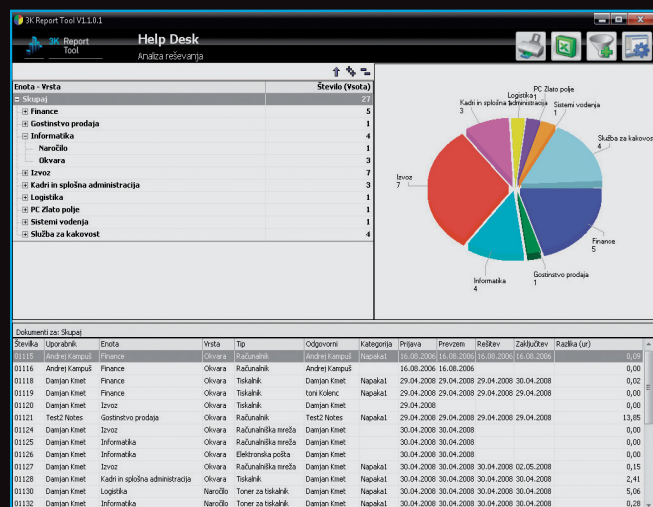 3K Report Tool V1.1.0.1
3K Report Tool
Help Desk
Analiza reševanja
Enota - Vrsta Število (Vsota)
Skupaj 27
Finance 5
Gostinstvo prodaja 1
Informatika 4
Naročilo 1
Okvara 3
Izvoz 7
Kadri in splošna administracija 3
Logistika 1
PC Zlato polje 1
Sistemi vodenja 1
Služba za kakovost 4
PC Zlato polje
1
Logistika
1
Kadri in splošna administracija
3
Sistemi vodenja
1
Služba za kakovost
4
Izvoz
7
Finance
5
Gostinstvo prodaja
1
Informatika
4
Dokumenti za: Skupaj
Številka Uporabnik Enota Vrsta Tip Odgovorni Kategorija Prijava Prevzem Rešitev Zaključitev Razlika (ur)
01115 Andrej Kampuš Finance Okvara Računalnik Andrej Kampuš Napaka1 16.08.2006 16.08.2006 16.08.2006 16.08.2006 0,09
01116 Andrej Kampuš Finance Okvara Računalnik Andrej Kampuš 16.08.2006 16.08.2006 0,00
01118 Damjan Kmet Finance Okvara Tiskalnik Damjan Kmet Napaka1 29.04.2008 29.04.2008 29.04.2008 30.04.2008 0,02
01119 Damjan Kmet Finance Okvara Tiskalnik toni Kolenc Napaka1 29.04.2008 29.04.2008 29.04.2008 29.04.2008 0,00
01120 Damjan Kmet Izvoz Okvara Tiskalnik Damjan Kmet 29.04.2008 0,00
01121 Test2 Notes Gostinstvo prodaja Okvara Računalnik Test2 Notes Napaka1 29.04.2008 29.04.2008 29.04.2008 29.04.2008 13,85
01124 Damjan Kmet Izvoz Okvara Računalniška mreža Damjan Kmet 30.04.2008 30.04.2008 0,00
01125 Damjan Kmet Informatika Okvara Računalniška mreža Damjan Kmet 30.04.2008 30.04.2008 0,00
01126 Damjan Kmet Informatika Okvara Elektronska pošta Damjan Kmet 30.04.2008 30.04.2008 0,00
01127 Damjan Kmet Izvoz Okvara Računalniška mreža Damjan Kmet Napaka1 30.04.2008 30.04.2008 30.04.2008 02.05.2008 0,15
01128 Damjan Kmet Kadri in splošna administracija Okvara Tiskalnik Damjan Kmet Napaka1 30.04.2008 30.04.2008 30.04.2008 30.04.2008 2,41
01130 Damjan Kmet Logistika Naročilo Toner za tiskalnik Damjan Kmet Napaka1 30.04.2008 30.04.2008 30.04.2008 30.04.2008 5,06
01132 Damjan Kmet Informatika Naročilo Toner za tiskalnik Damjan Kmet Napaka1 30.04.2008 30.04.2008 30.04.2008 30.04.2008 0,28